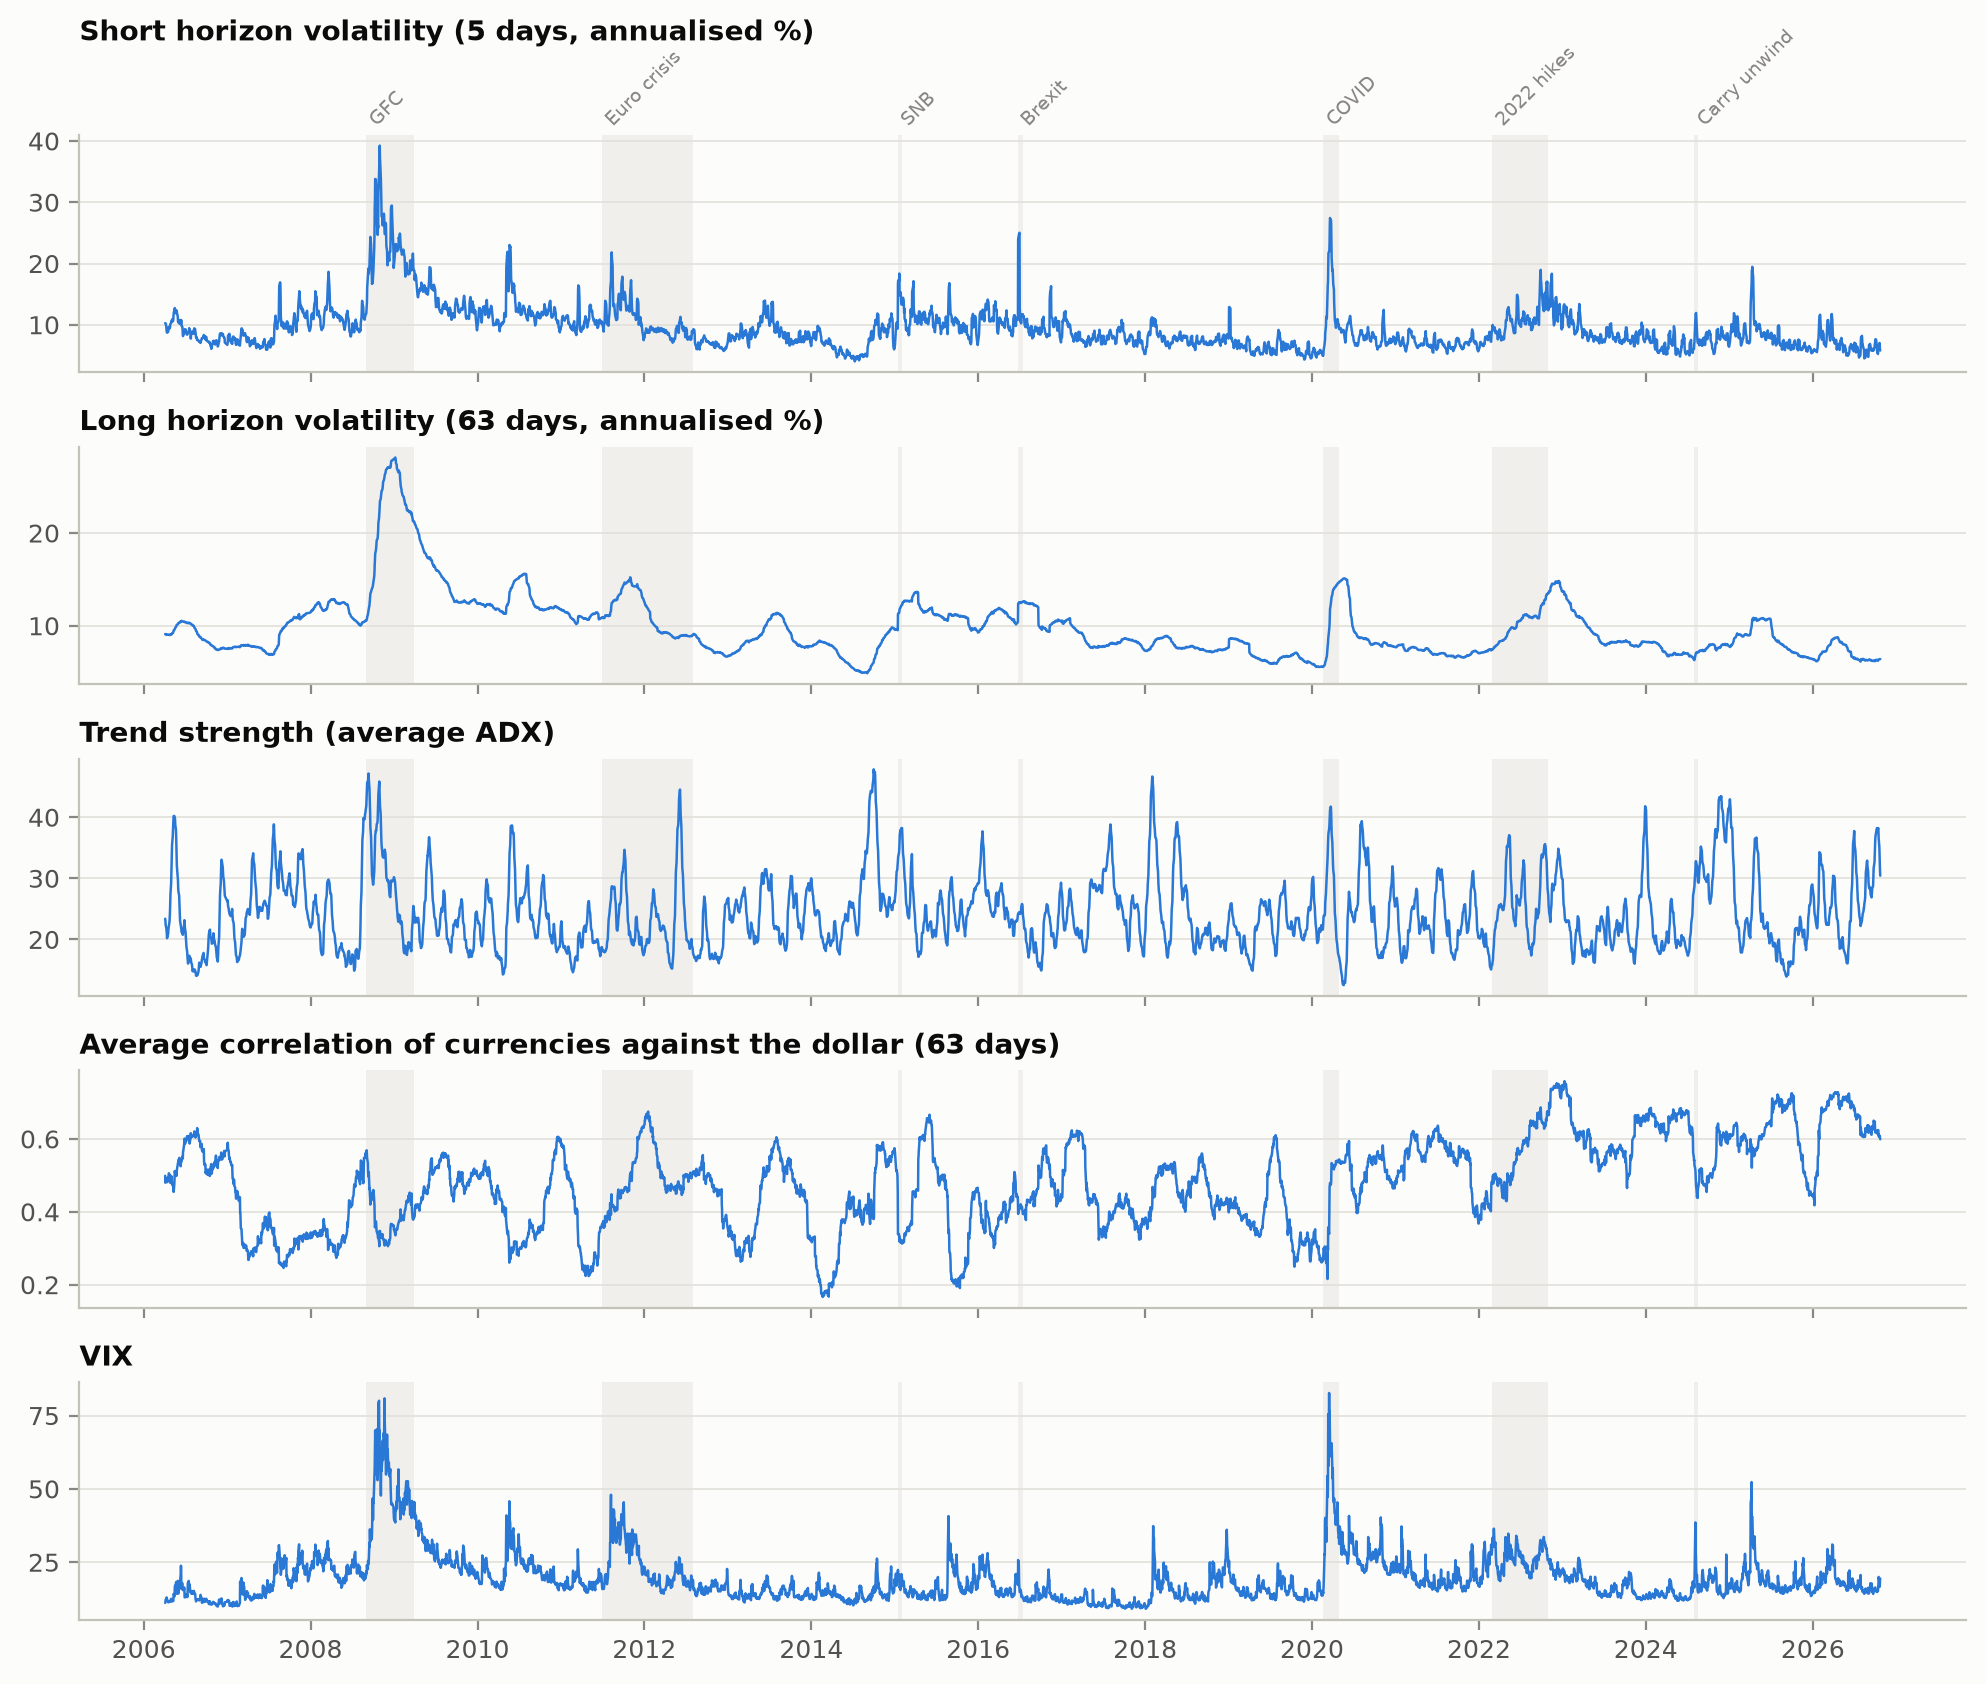 Short horizon volatility (5 days, annualised %)
GFC
Euro crisis
SNB
Brexit
COVID
2022 hikes
Carry unwind
40
30
20
10
Long horizon volatility (63 days, annualised %)
20
10
Trend strength (average ADX)
40
30
20
Average correlation of currencies against the dollar (63 days)
0.6
0.4
0.2
VIX
75
50
25
2006 2008 2010 2012 2014 2016 2018 2020 2022 2024 2026